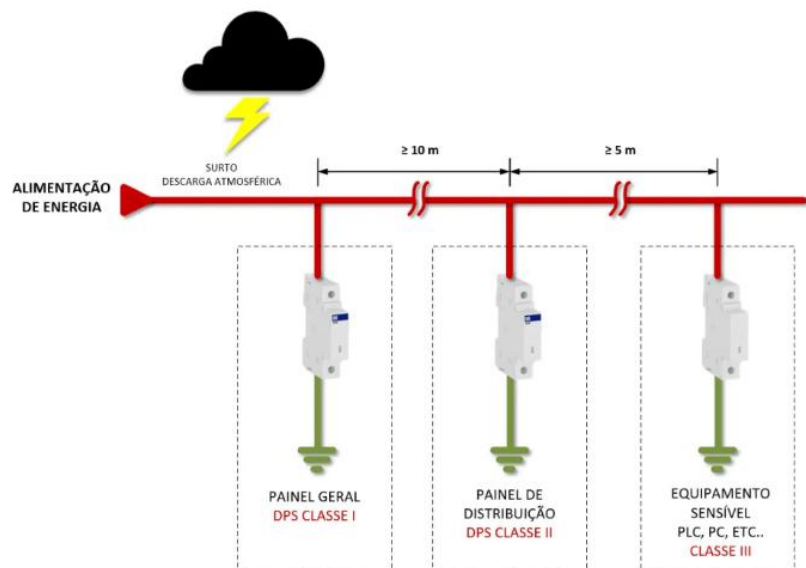 SURTO
DESCARGA ATMOSFÉRICA
≥ 10 m
≥ 5 m
ALIMENTAÇÃO
DE ENERGIA
PAINEL GERAL
DPS CLASSE I
PAINEL DE
DISTRIBUIÇÃO
DPS CLASSE II
EQUIPAMENTO
SENSÍVEL
PLC, PC, ETC..
CLASSE III